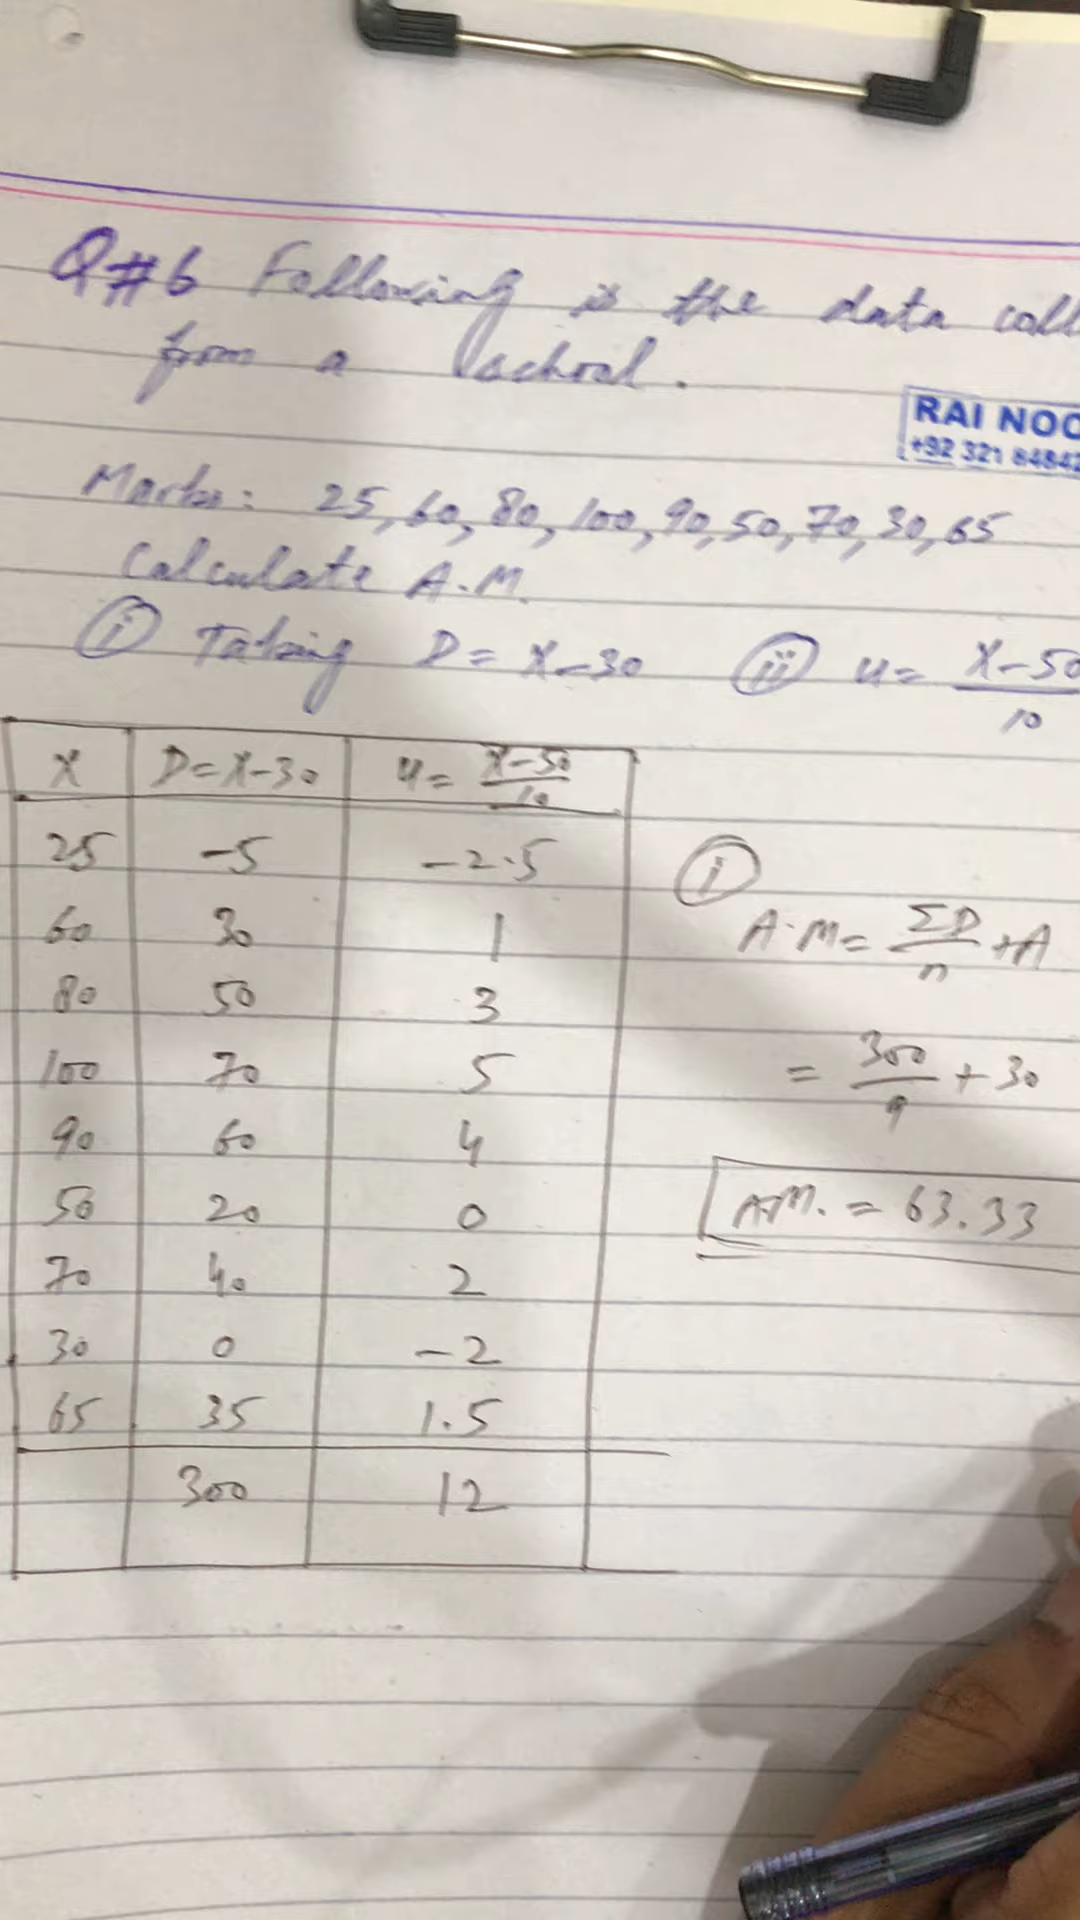 Q#6 Following is the data coll
from a school.
RAI NOO
+92 321 8484
Marks: 25, 60, 80, 100, 90, 50, 70, 30, 65
Calculate A.M.
(i) Taking D = X-30 (ii) u = X-50/10
X D=X-30 u= X-50/10
25 -5 -2.5
60 30 1
80 50 3
100 70 5
90 60 4
50 20 0
70 40 2
30 0 -2
65 35 1.5
300 12
(i)
A.M = ΣD/n + A
= 300/9 + 30
A.M. = 63.33